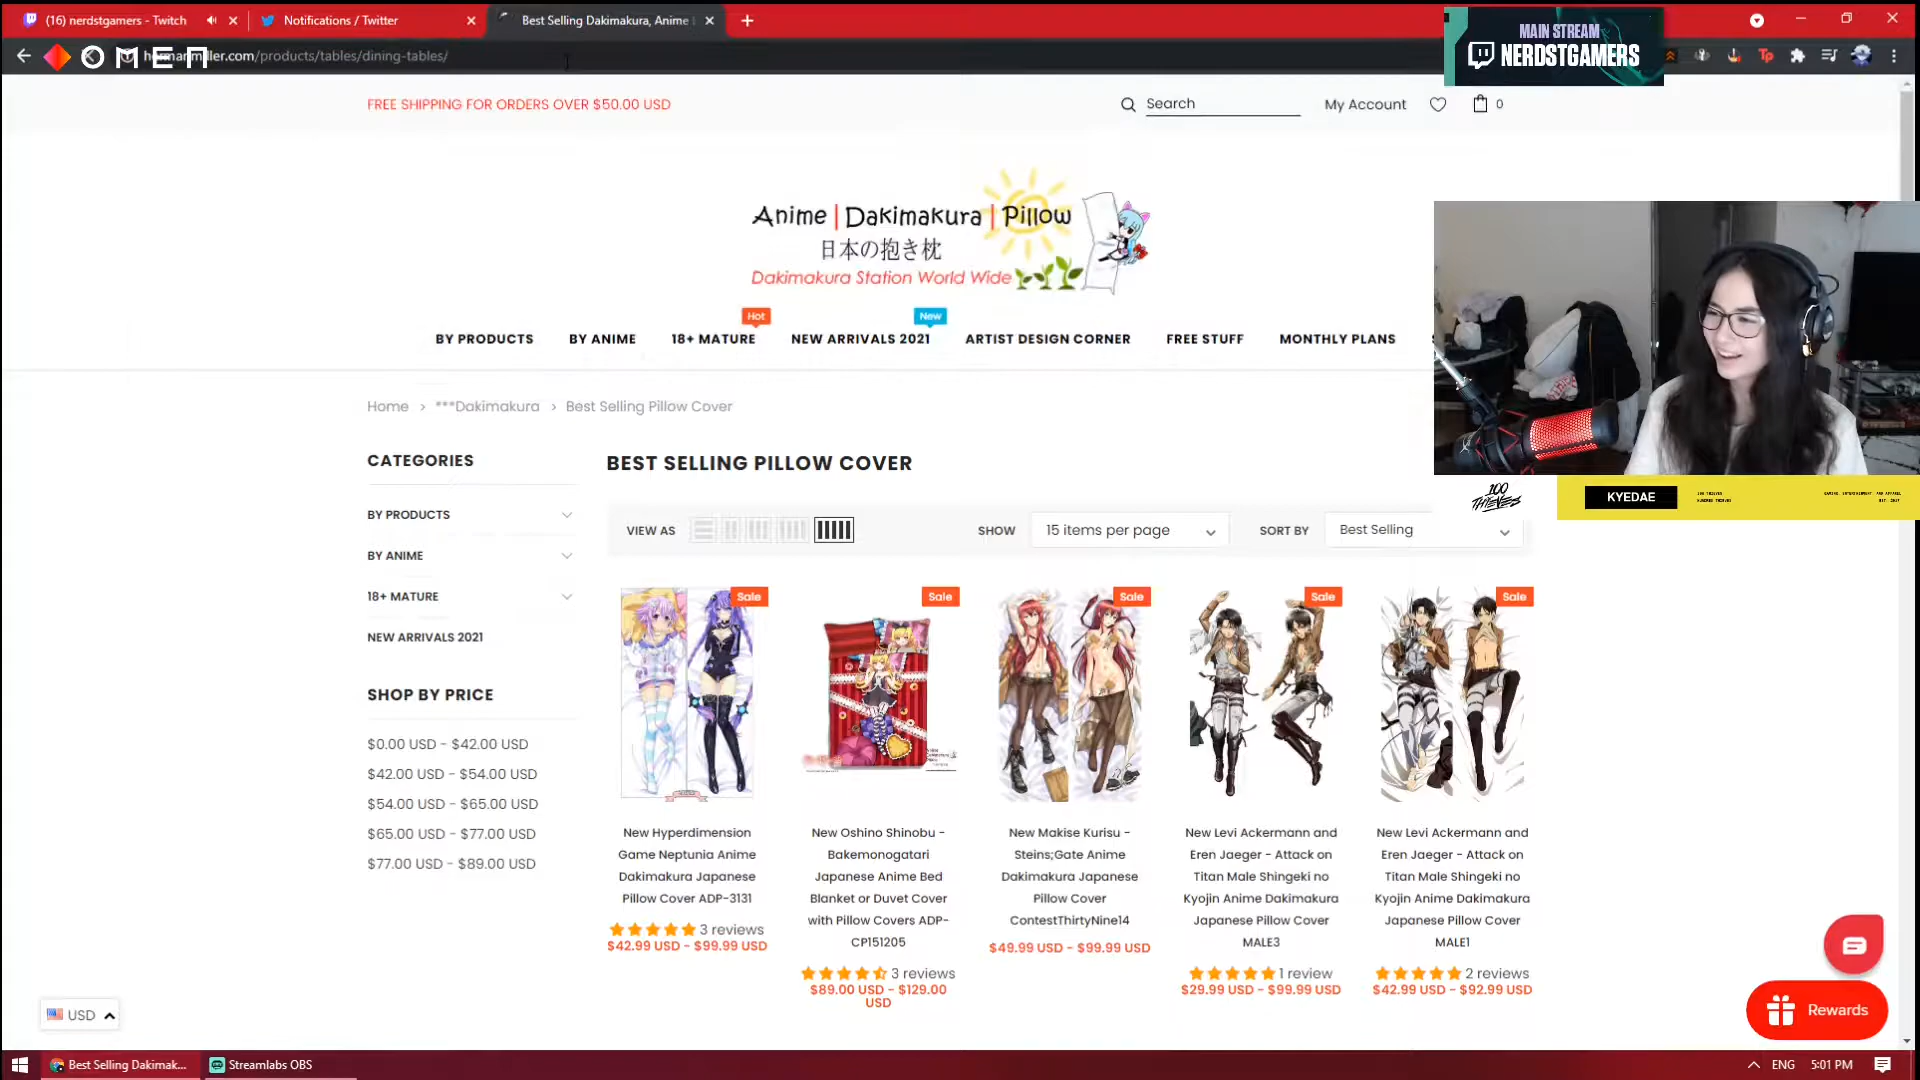 (16) nerdstgamers - Twitch
Notifications / Twitter
Best Selling Dakimakura, Anime
OMEN
hermanmiller.com/products/tables/dining-tables/
MAIN STREAM
NERDSTGAMERS
FREE SHIPPING FOR ORDERS OVER $50.00 USD
Search
My Account
0
Anime | Dakimakura | Pillow
日本の抱き枕
Dakimakura Station World Wide
Hot
New
BY PRODUCTS
BY ANIME
18+ MATURE
NEW ARRIVALS 2021
ARTIST DESIGN CORNER
FREE STUFF
MONTHLY PLANS
Home > ***Dakimakura > Best Selling Pillow Cover
CATEGORIES
BY PRODUCTS
BY ANIME
18+ MATURE
NEW ARRIVALS 2021
SHOP BY PRICE
$0.00 USD - $42.00 USD
$42.00 USD - $54.00 USD
$54.00 USD - $65.00 USD
$65.00 USD - $77.00 USD
$77.00 USD - $89.00 USD
BEST SELLING PILLOW COVER
VIEW AS
SHOW
15 items per page
SORT BY
Best Selling
100
THIEVES
KYEDAE
Sale
Sale
Sale
Sale
Sale
New Hyperdimension
Game Neptunia Anime
Dakimakura Japanese
Pillow Cover ADP-3131
3 reviews
$42.99 USD - $99.99 USD
New Oshino Shinobu -
Bakemonogatari
Japanese Anime Bed
Blanket or Duvet Cover
with Pillow Covers ADP-
CP151205
3 reviews
$89.00 USD - $129.00
USD
New Makise Kurisu -
Steins;Gate Anime
Dakimakura Japanese
Pillow Cover
ContestThirtyNine14
$49.99 USD - $99.99 USD
New Levi Ackermann and
Eren Jaeger - Attack on
Titan Male Shingeki no
Kyojin Anime Dakimakura
Japanese Pillow Cover
MALE3
1 review
$29.99 USD - $99.99 USD
New Levi Ackermann and
Eren Jaeger - Attack on
Titan Male Shingeki no
Kyojin Anime Dakimakura
Japanese Pillow Cover
MALE1
2 reviews
$42.99 USD - $92.99 USD
USD
Rewards
Best Selling Dakimak...
Streamlabs OBS
ENG
5:01 PM